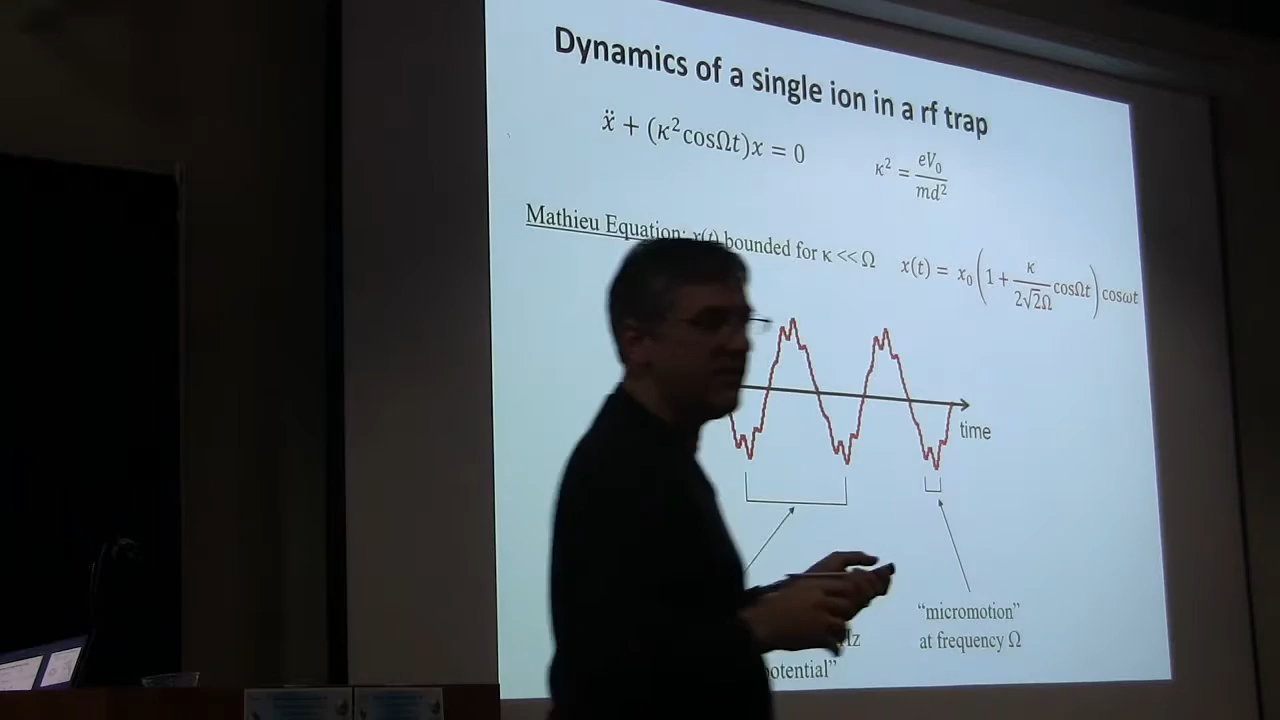 Dynamics of a single ion in a rf trap
ẍ + (κ²cosΩt)x = 0
κ² = eV₀/md²
Mathieu Equation: x(t) bounded for κ << Ω
x(t) = x₀(1 + κ/2√2Ω cosΩt)cosωt
time
“micromotion”
at frequency Ω
Hz
potential”